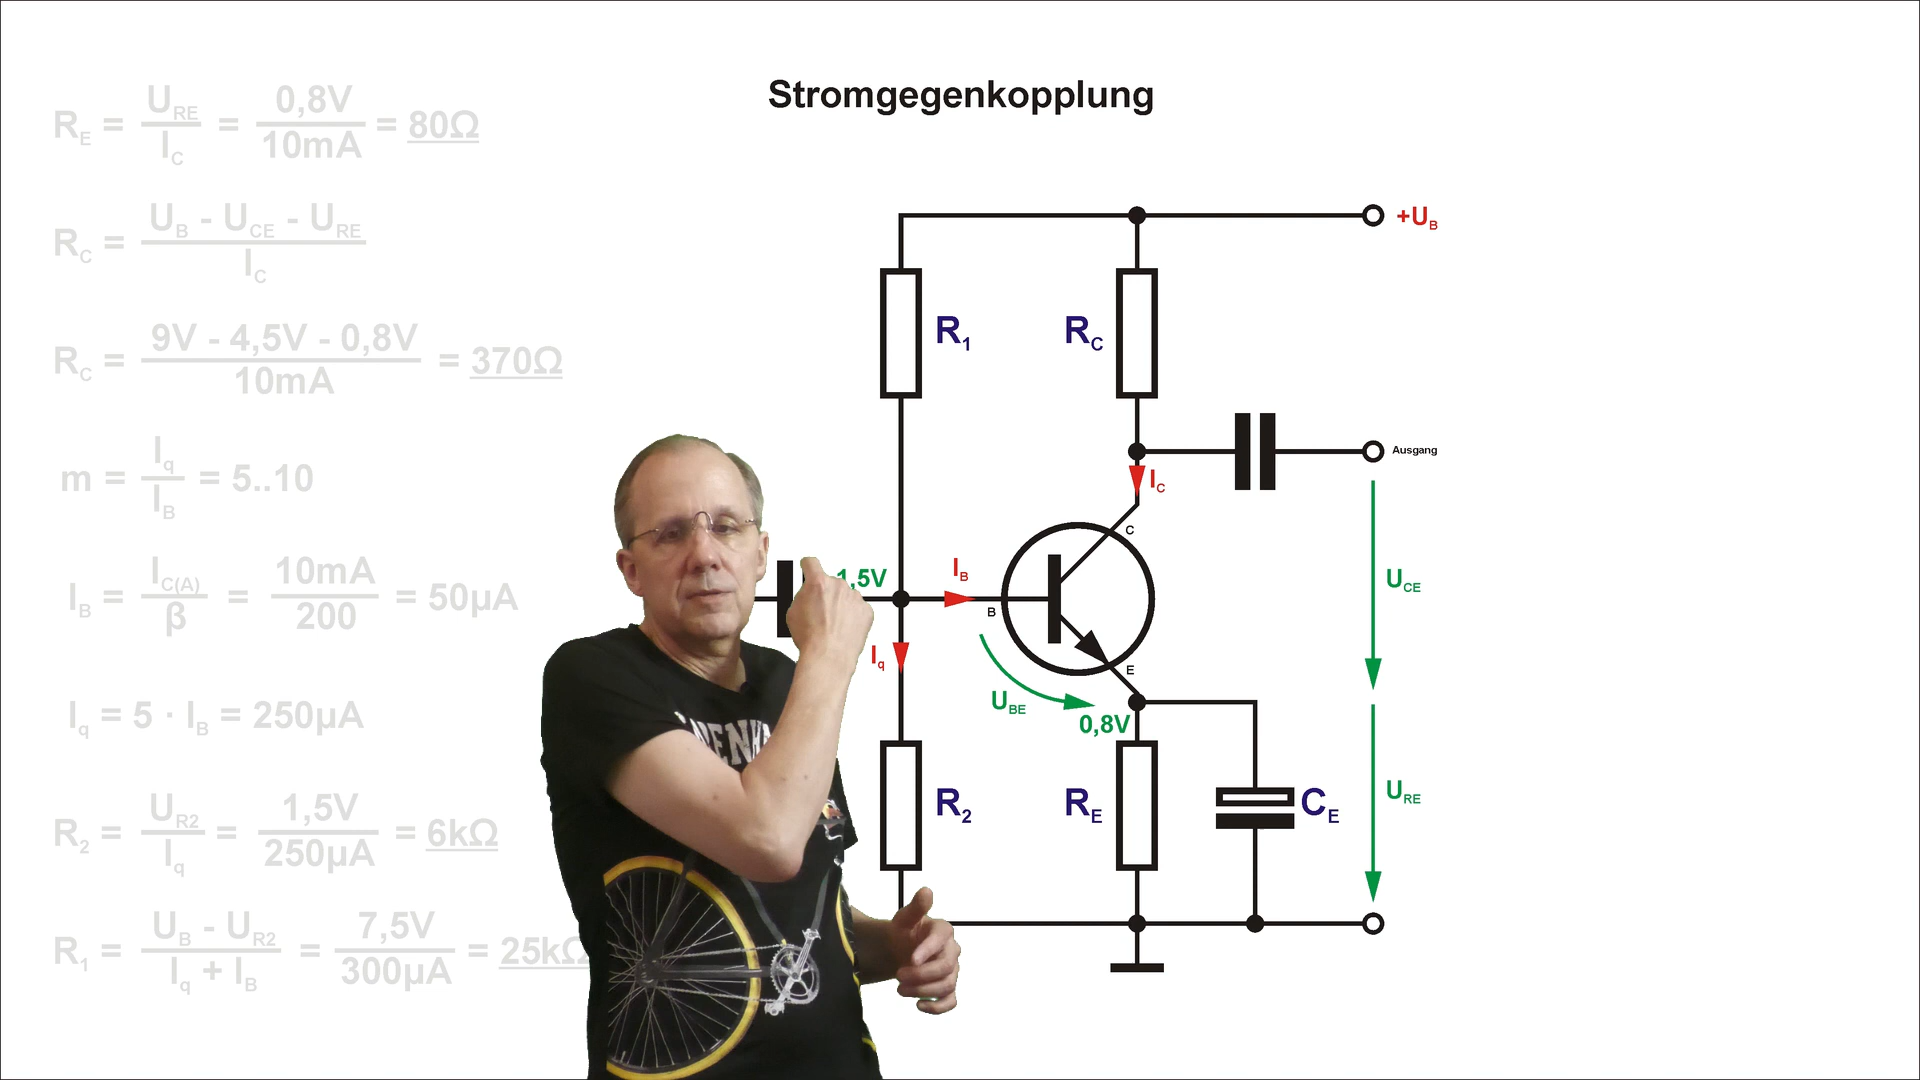 Stromgegenkopplung
R_E = U_RE / I_C = 0,8V / 10mA = 80Ω
R_C = U_B - U_CE - U_RE / I_C
R_C = 9V - 4,5V - 0,8V / 10mA = 370Ω
m = I_q / I_B = 5..10
I_B = I_C(A) / β = 10mA / 200 = 50µA
I_q = 5 · I_B = 250µA
R_2 = U_R2 / I_q = 1,5V / 250µA = 6kΩ
R_1 = U_B - U_R2 / I_q + I_B = 7,5V / 300µA = 25kΩ
+U_B
R_1
R_C
Ausgang
I_C
C
1,5V
I_B
B
U_CE
I_q
E
U_BE
0,8V
R_2
R_E
C_E
U_RE